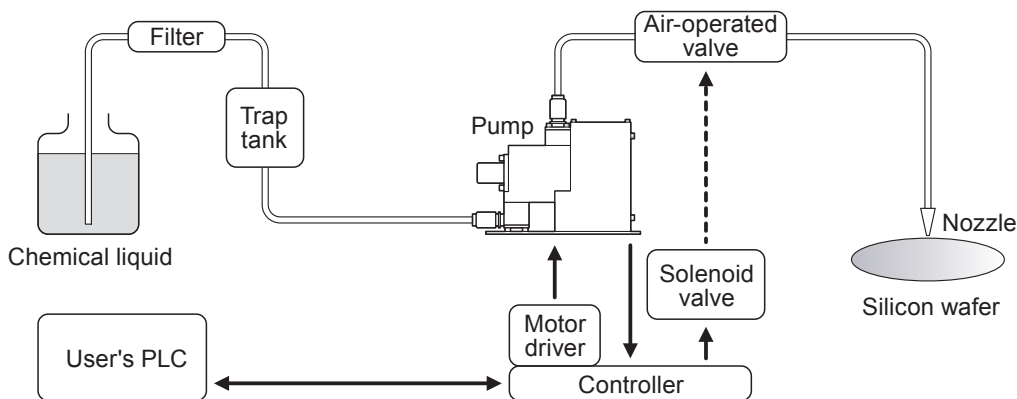 Filter
Air-operated
valve
Trap
tank
Pump
Nozzle
Chemical liquid
Solenoid
valve
Silicon wafer
Motor
driver
User's PLC
Controller